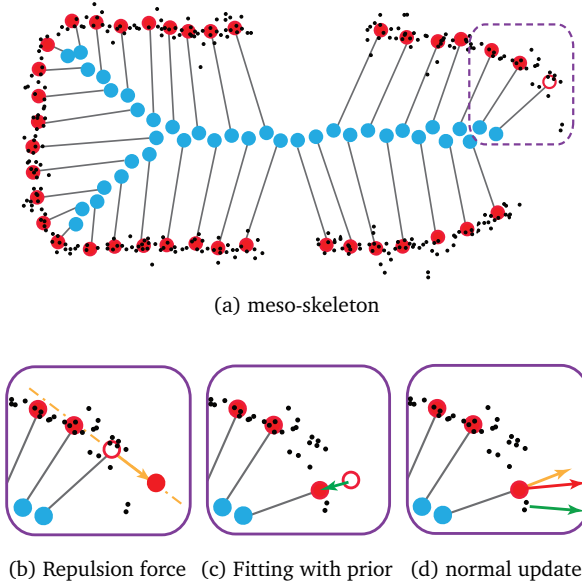 (a) meso-skeleton
(b) Repulsion force (c) Fitting with prior (d) normal update